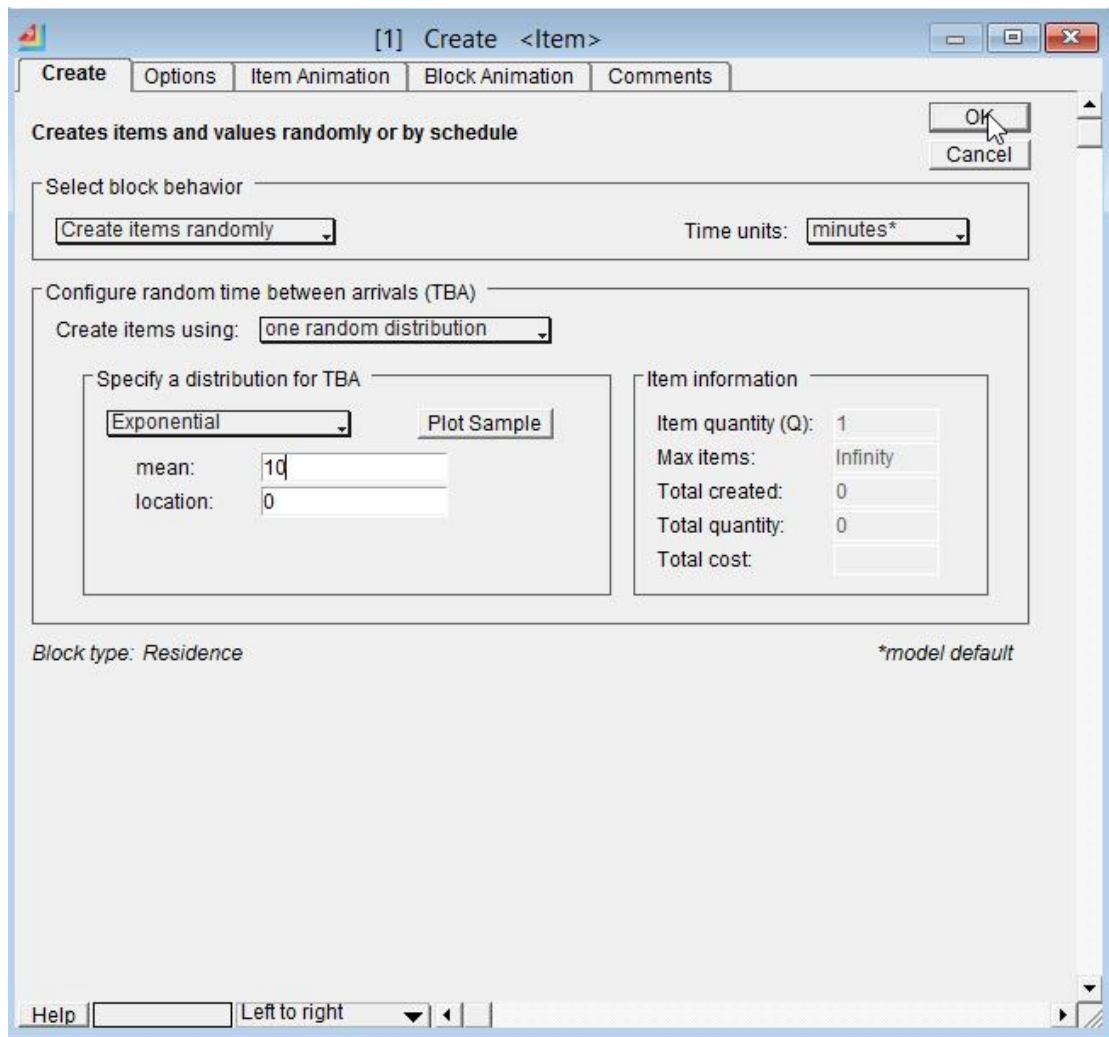 [1] Create <Item>
Create Options Item Animation Block Animation Comments
Creates items and values randomly or by schedule
OK
Cancel
Select block behavior
Create items randomly
Time units: minutes*
Configure random time between arrivals (TBA)
Create items using: one random distribution
Specify a distribution for TBA
Exponential
Plot Sample
mean: 10
location: 0
Item information
Item quantity (Q): 1
Max items: Infinity
Total created: 0
Total quantity: 0
Total cost:
Block type: Residence
*model default
Help
Left to right